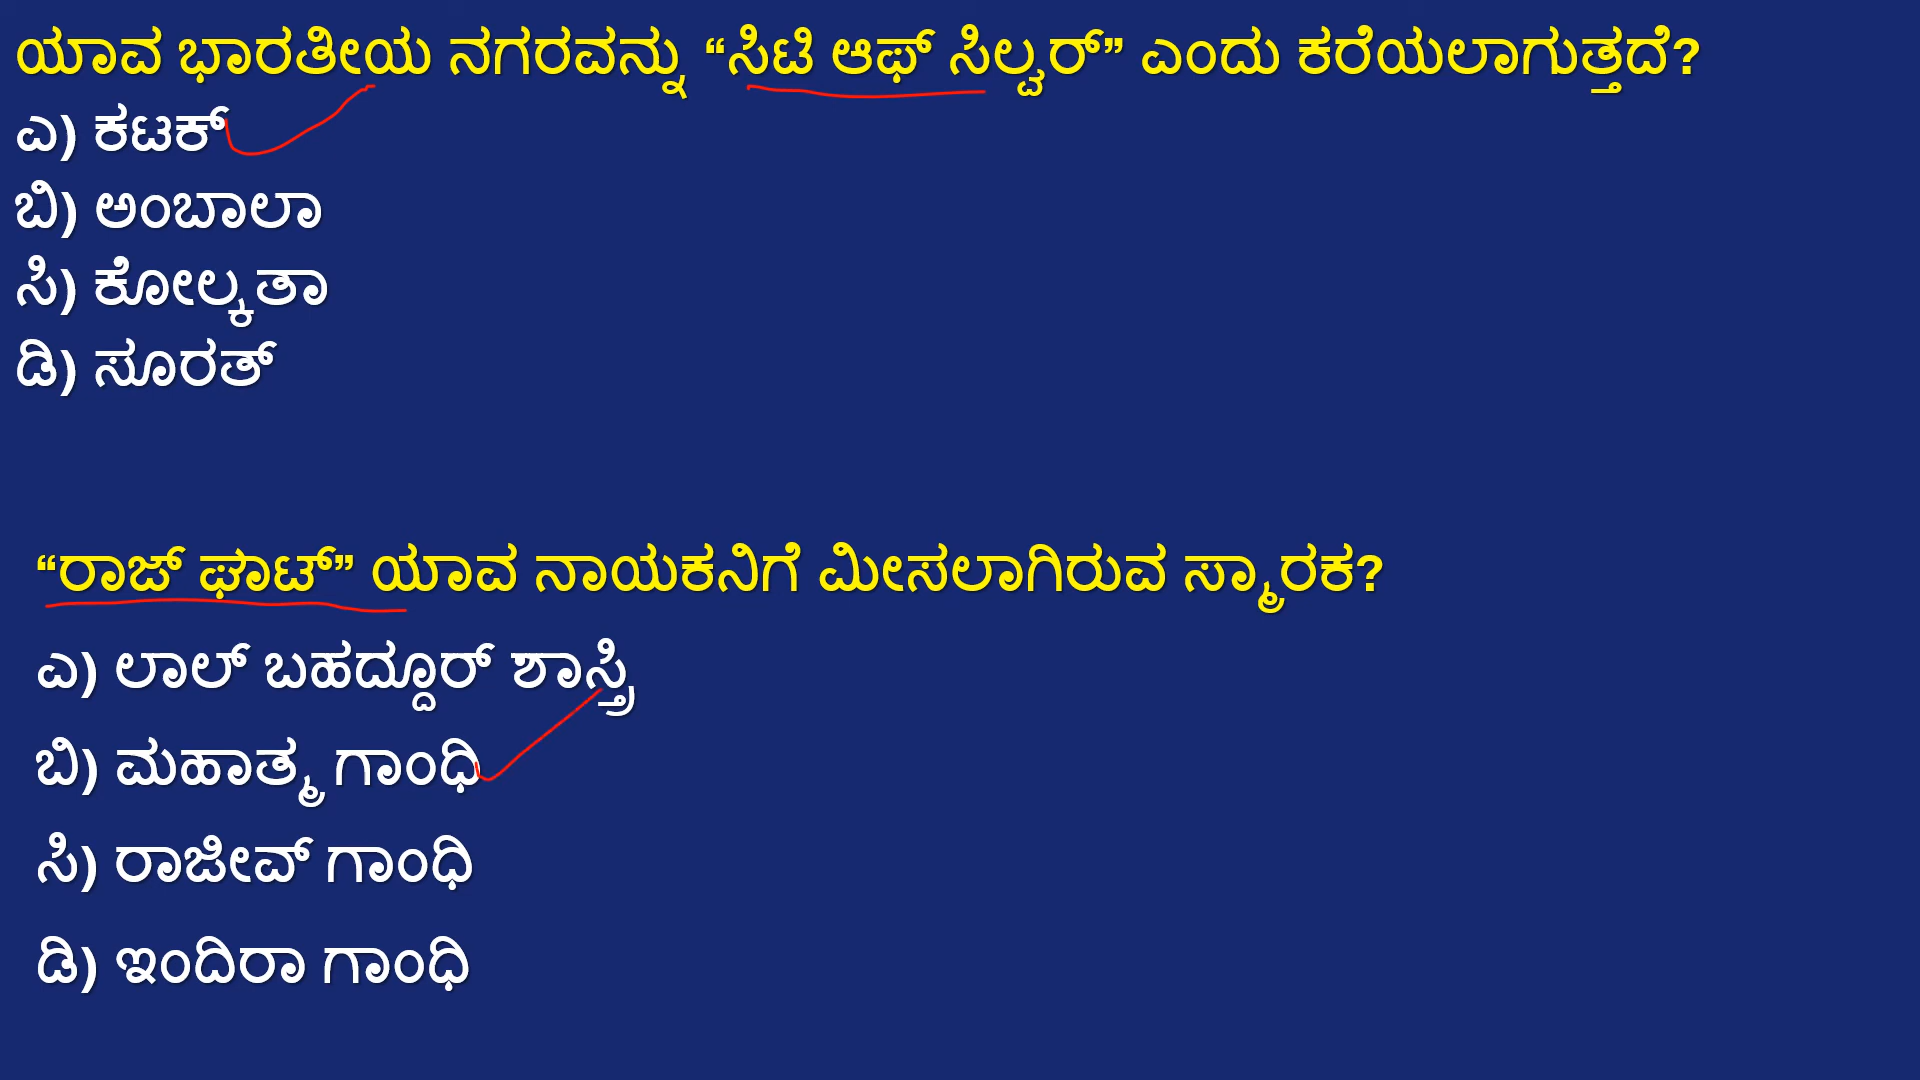 ಯಾವ ಭಾರತೀಯ ನಗರವನ್ನು “ಸಿಟಿ ಆಫ್ ಸಿಲ್ವರ್” ಎಂದು ಕರೆಯಲಾಗುತ್ತದೆ?
ಎ) ಕಟಕ್
ಬಿ) ಅಂಬಾಲಾ
ಸಿ) ಕೋಲ್ಕತಾ
ಡಿ) ಸೂರತ್
“ರಾಜ್ ಘಾಟ್” ಯಾವ ನಾಯಕನಿಗೆ ಮೀಸಲಾಗಿರುವ ಸ್ಮಾರಕ?
ಎ) ಲಾಲ್ ಬಹದ್ದೂರ್ ಶಾಸ್ತ್ರಿ
ಬಿ) ಮಹಾತ್ಮ ಗಾಂಧಿ
ಸಿ) ರಾಜೀವ್ ಗಾಂಧಿ
ಡಿ) ಇಂದಿರಾ ಗಾಂಧಿ